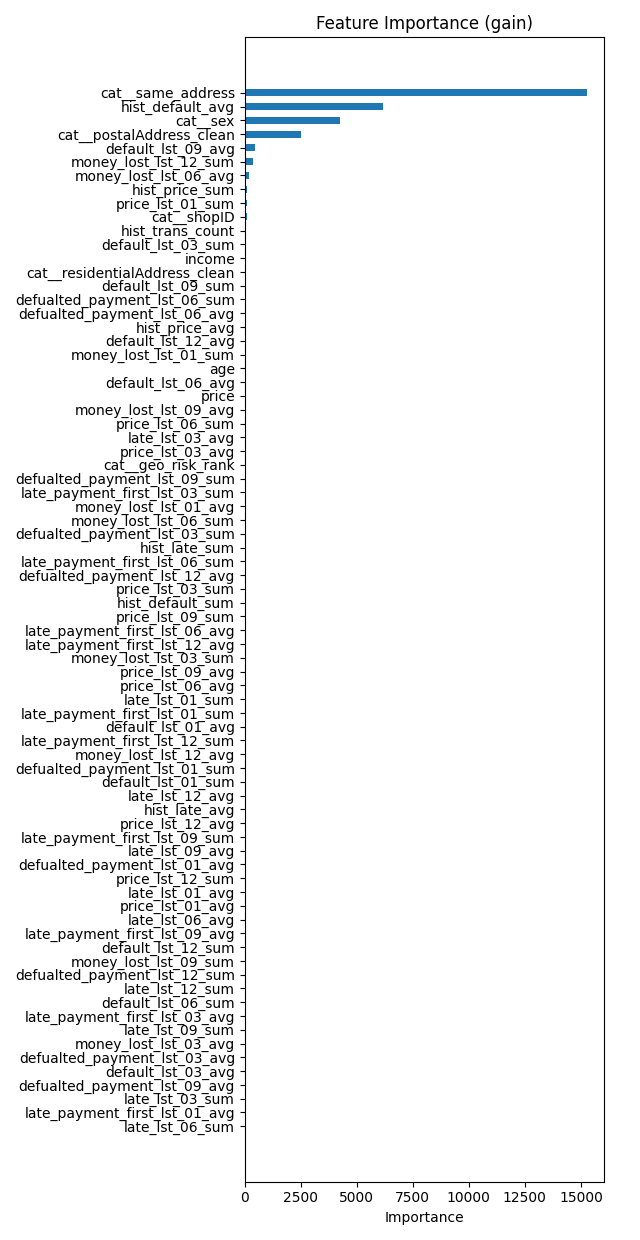 Feature Importance (gain)
cat__same_address
hist_default_avg
cat__sex
cat__postalAddress_clean
default_lst_09_avg
money_lost_lst_12_sum
money_lost_lst_06_avg
hist_price_sum
price_lst_01_sum
cat__shopID
hist_trans_count
default_lst_03_sum
income
cat__residentialAddress_clean
default_lst_09_sum
defualted_payment_lst_06_sum
defualted_payment_lst_06_avg
hist_price_avg
default_lst_12_avg
money_lost_lst_01_sum
age
default_lst_06_avg
price
money_lost_lst_09_avg
price_lst_06_sum
late_lst_03_avg
price_lst_03_avg
cat__geo_risk_rank
defualted_payment_lst_09_sum
late_payment_first_lst_03_sum
money_lost_lst_01_avg
money_lost_lst_06_sum
defualted_payment_lst_03_sum
hist_late_sum
late_payment_first_lst_06_sum
defualted_payment_lst_12_avg
price_lst_03_sum
hist_default_sum
price_lst_09_sum
late_payment_first_lst_06_avg
late_payment_first_lst_12_avg
money_lost_lst_03_sum
price_lst_09_avg
price_lst_06_avg
late_lst_01_sum
late_payment_first_lst_01_sum
default_lst_01_avg
late_payment_first_lst_12_sum
money_lost_lst_12_avg
defualted_payment_lst_01_sum
default_lst_01_sum
late_lst_12_avg
hist_late_avg
price_lst_12_avg
late_payment_first_lst_09_sum
late_lst_09_avg
defualted_payment_lst_01_avg
price_lst_12_sum
late_lst_01_avg
price_lst_01_avg
late_lst_06_avg
late_payment_first_lst_09_avg
default_lst_12_sum
money_lost_lst_09_sum
defualted_payment_lst_12_sum
late_lst_12_sum
default_lst_06_sum
late_payment_first_lst_03_avg
late_lst_09_sum
money_lost_lst_03_avg
defualted_payment_lst_03_avg
default_lst_03_avg
defualted_payment_lst_09_avg
late_lst_03_sum
late_payment_first_lst_01_avg
late_lst_06_sum
0 2500 5000 7500 10000 12500 15000
Importance